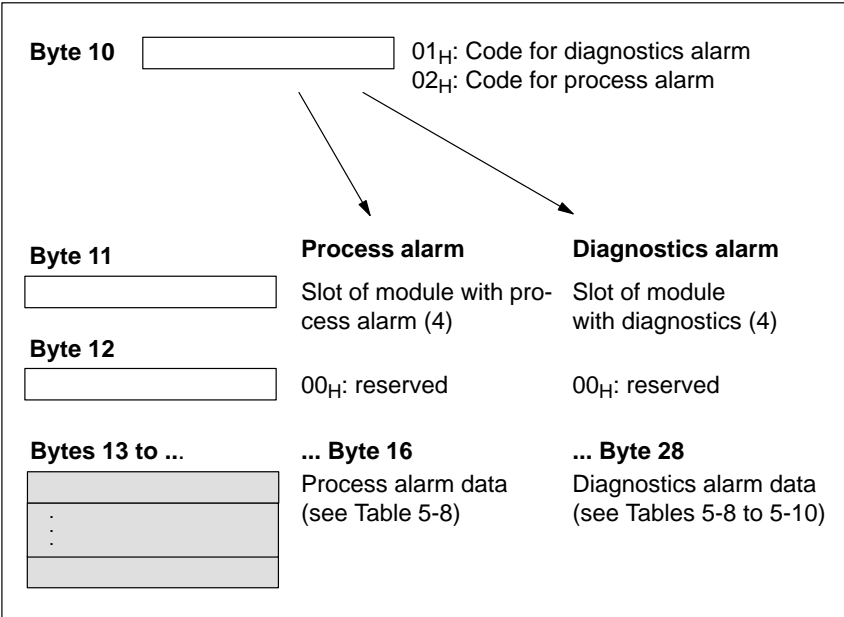 Byte 10
01H: Code for diagnostics alarm
02H: Code for process alarm
Byte 11
Process alarm
Diagnostics alarm
Slot of module with pro-
cess alarm (4)
Slot of module
with diagnostics (4)
Byte 12
00H: reserved
00H: reserved
Bytes 13 to ...
... Byte 16
... Byte 28
Process alarm data
(see Table 5-8)
Diagnostics alarm data
(see Tables 5-8 to 5-10)
.
.
.